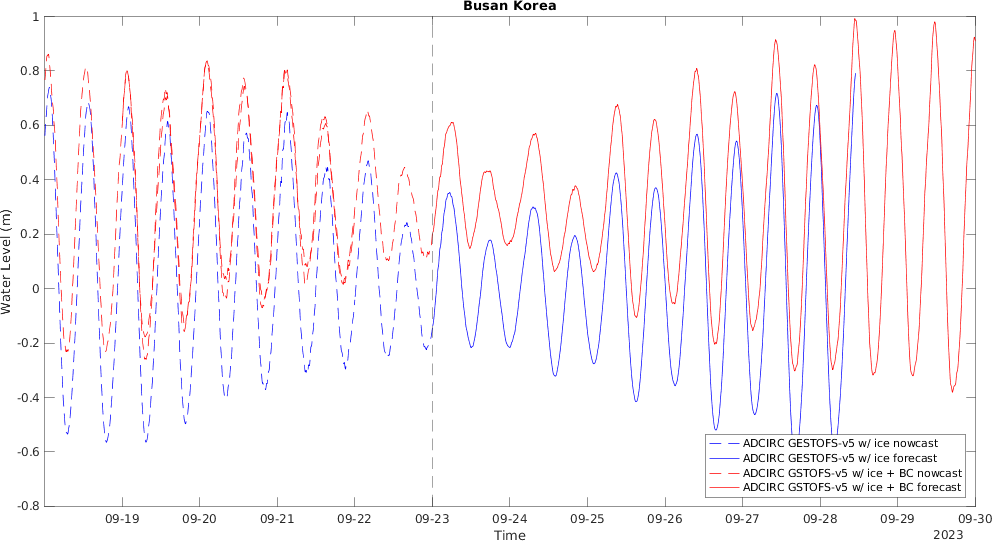 Busan Korea
Water Level (m)
1
0.8
0.6
0.4
0.2
0
-0.2
-0.4
-0.6
-0.8
ADCIRC GESTOFS-v5 w/ ice nowcast
ADCIRC GESTOFS-v5 w/ ice forecast
ADCIRC GSTOFS-v5 w/ ice + BC nowcast
ADCIRC GSTOFS-v5 w/ ice + BC forecast
09-19 09-20 09-21 09-22 09-23 09-24 09-25 09-26 09-27 09-28 09-29 09-30
Time
2023